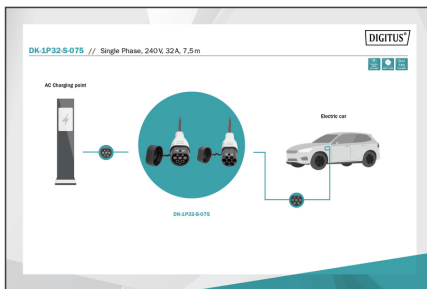 DIGITUS®
DK-1P32-S-075 // Single Phase, 240V, 32A, 7,5m
AC Charging point
Electric car
DK-1P32-S-075